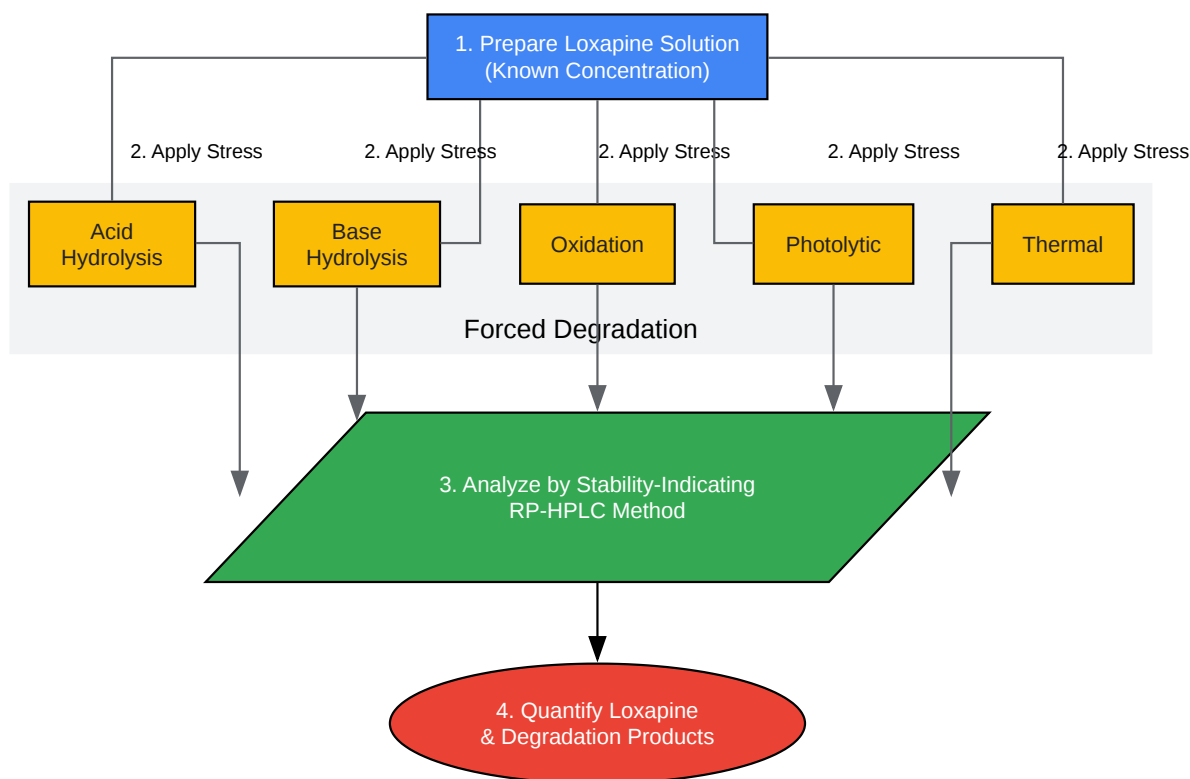 1. Prepare Loxapine Solution
(Known Concentration)
2. Apply Stress
2. Apply Stress
2. Apply Stress
2. Apply Stress
2. Apply Stress
Acid
Hydrolysis
Base
Hydrolysis
Oxidation
Photolytic
Thermal
Forced Degradation
3. Analyze by Stability-Indicating
RP-HPLC Method
4. Quantify Loxapine
& Degradation Products